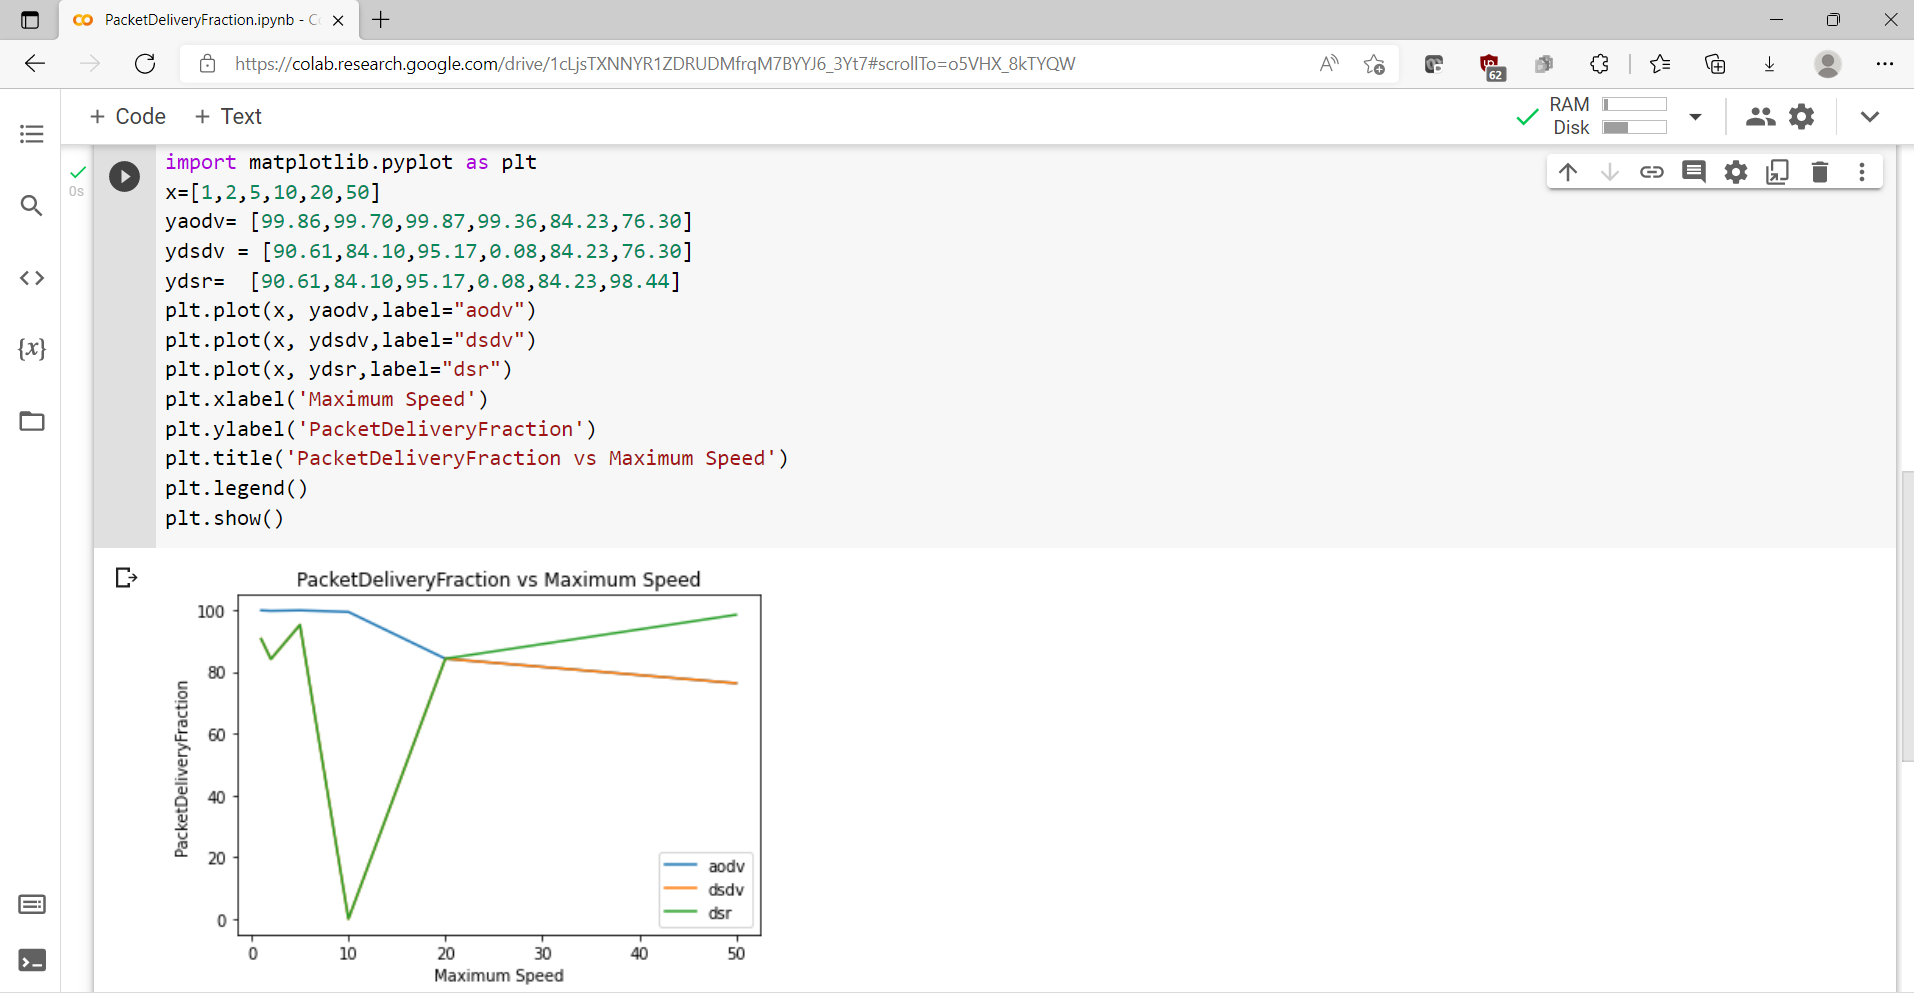 PacketDeliveryFraction.ipynb - C
https://colab.research.google.com/drive/1cLjsTXNNYR1ZDRUDMfrqM7BYYJ6_3Yt7#scrollTo=o5VHX_8kTYQW
62
+ Code + Text
RAM
Disk
0s
import matplotlib.pyplot as plt
x=[1,2,5,10,20,50]
yaodv= [99.86,99.70,99.87,99.36,84.23,76.30]
ydsdv = [90.61,84.10,95.17,0.08,84.23,76.30]
ydsr=  [90.61,84.10,95.17,0.08,84.23,98.44]
plt.plot(x, yaodv,label="aodv")
plt.plot(x, ydsdv,label="dsdv")
plt.plot(x, ydsr,label="dsr")
plt.xlabel('Maximum Speed')
plt.ylabel('PacketDeliveryFraction')
plt.title('PacketDeliveryFraction vs Maximum Speed')
plt.legend()
plt.show()
{x}
PacketDeliveryFraction vs Maximum Speed
PacketDeliveryFraction
100
80
60
40
20
0
aodv
dsdv
dsr
0 10 20 30 40 50
Maximum Speed